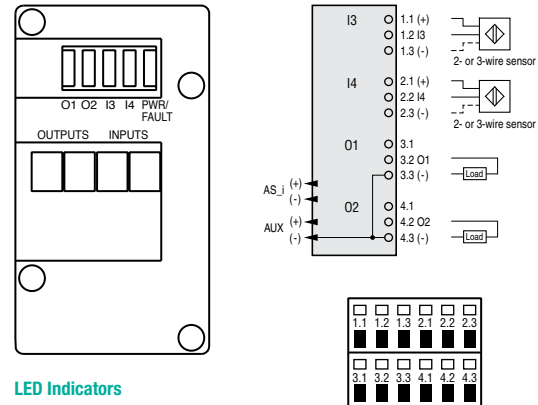 O1 O2 I3 I4 PWR/
FAULT
OUTPUTS INPUTS
LED Indicators
I3
1.1 (+)
1.2 I3
1.3 (-)
2- or 3-wire sensor
I4
2.1 (+)
2.2 I4
2.3 (-)
2- or 3-wire sensor
O1
3.1
3.2 O1
3.3 (-)
Load
AS_i (+)
(-)
O2
4.1
4.2 O2
4.3 (-)
Load
AUX (+)
(-)
1.1 1.2 1.3 2.1 2.2 2.3
3.1 3.2 3.3 4.1 4.2 4.3